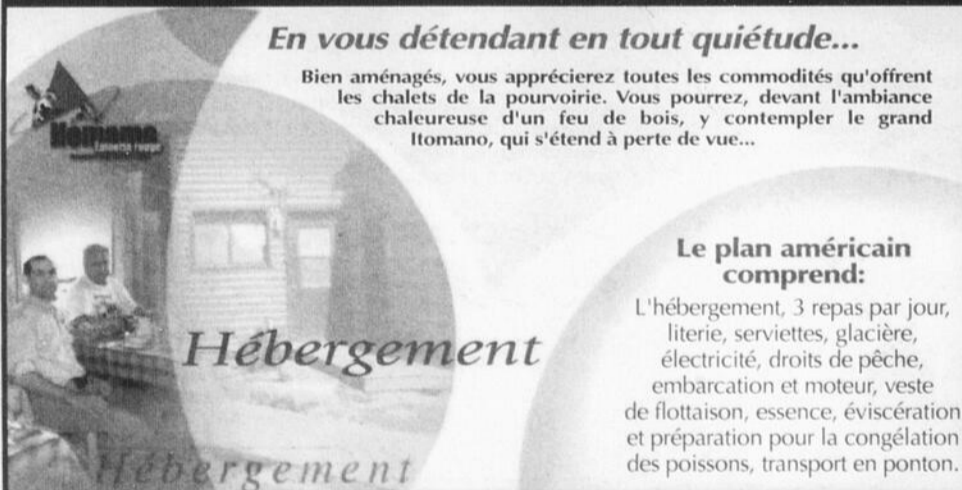 En vous détendant en tout quiétude...
Bien aménagés, vous apprécierez toutes les commodités qu'offrent
les chalets de la pourvoirie. Vous pourrez, devant l'ambiance
chaleureuse d'un feu de bois, y contempler le grand
Itomano, qui s'étend à perte de vue...
Hébergement
Hébergement
Le plan américain
comprend:
L'hébergement, 3 repas par jour,
literie, serviettes, glacière,
électricité, droits de pêche,
embarcation et moteur, veste
de flottaison, essence, éviscération
et préparation pour la congélation
des poissons, transport en ponton.